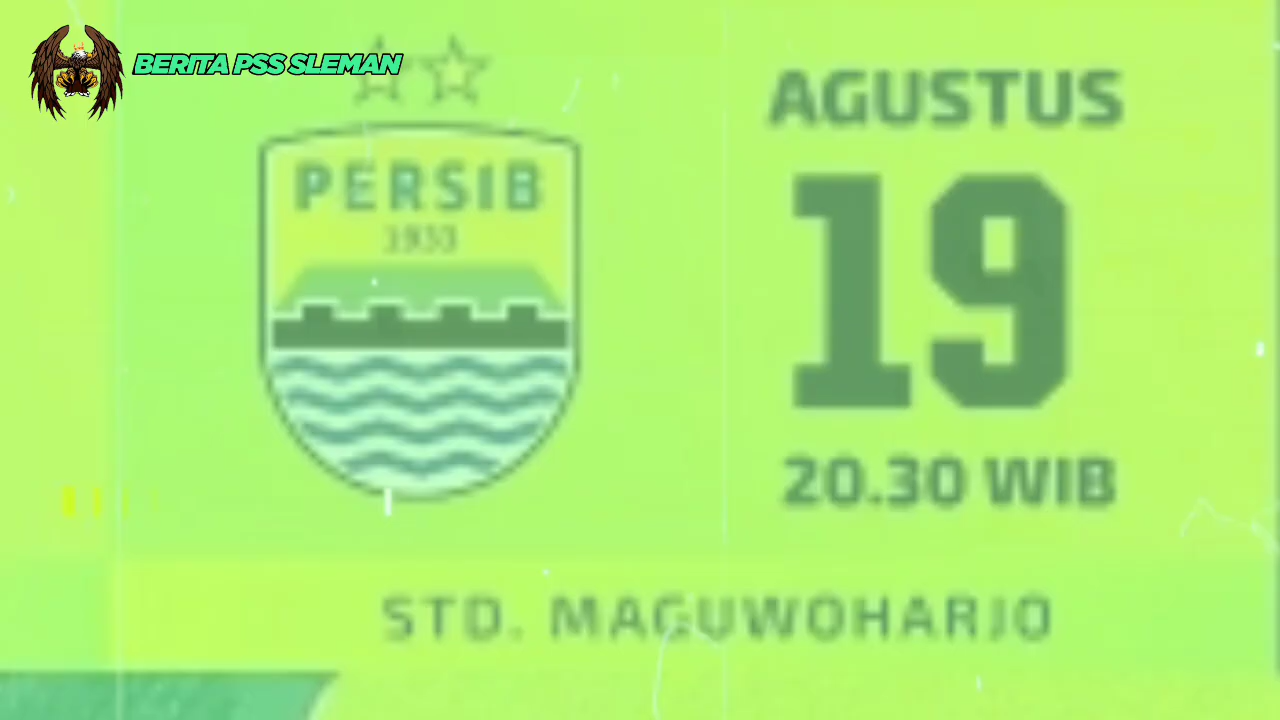 BERITA PSS SLEMAN
PERSIB
1933
AGUSTUS
19
20.30 WIB
STD. MAGUWOHARJO